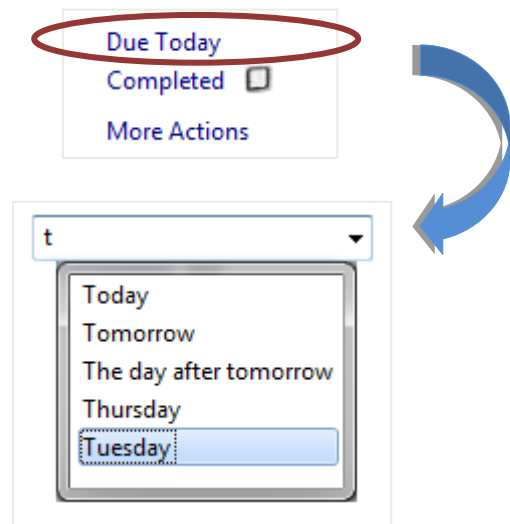 Due Today
Completed
More Actions
t
Today
Tomorrow
The day after tomorrow
Thursday
Tuesday